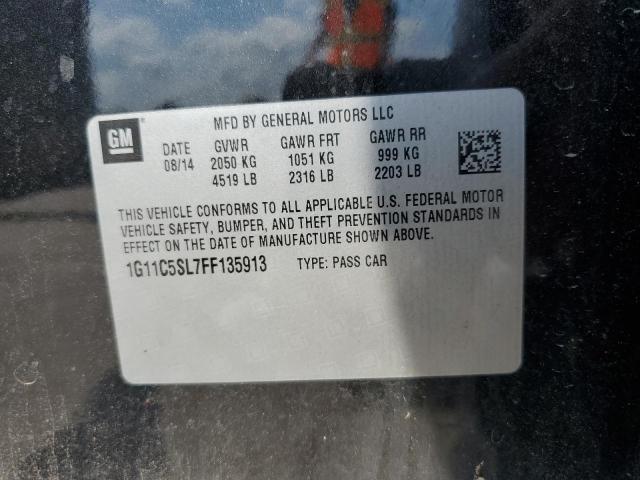 GM
MFD BY GENERAL MOTORS LLC
DATE GVWR GAWR FRT GAWR RR
08/14 2050 KG 1051 KG 999 KG
4519 LB 2316 LB 2203 LB
THIS VEHICLE CONFORMS TO ALL APPLICABLE U.S. FEDERAL MOTOR
VEHICLE SAFETY, BUMPER, AND THEFT PREVENTION STANDARDS IN
EFFECT ON THE DATE OF MANUFACTURE SHOWN ABOVE.
1G11C5SL7FF135913 TYPE: PASS CAR